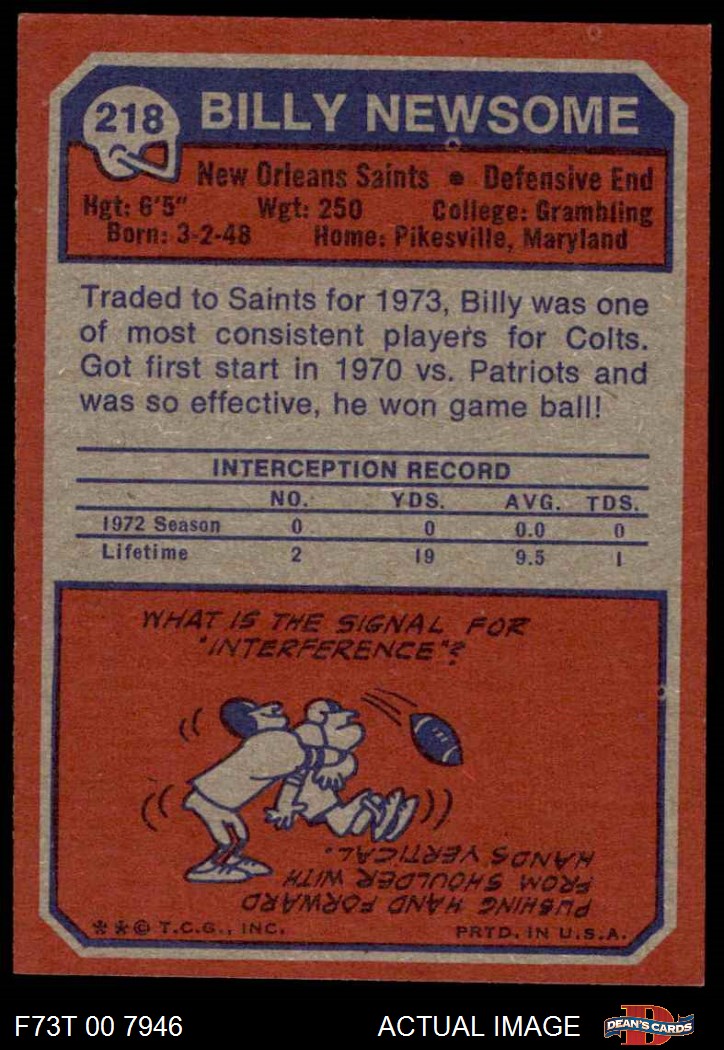 218 BILLY NEWSOME
New Orleans Saints • Defensive End
Hgt: 6'5" Wgt: 250 College: Grambling
Born: 3-2-48 Home: Pikesville, Maryland
Traded to Saints for 1973, Billy was one
of most consistent players for Colts.
Got first start in 1970 vs. Patriots and
was so effective, he won game ball!
INTERCEPTION RECORD
NO. YDS. AVG. TDS.
1972 Season 0 0 0.0 0
Lifetime 2 19 9.5 1
WHAT IS THE SIGNAL FOR
"INTERFERENCE"?
PUSHING HAND FORWARD
FROM SHOULDER WITH
HANDS VERTICAL.
**© T.C.G., INC. PRTD. IN U.S.A.
F73T 00 7946 ACTUAL IMAGE D DEAN'S CARDS